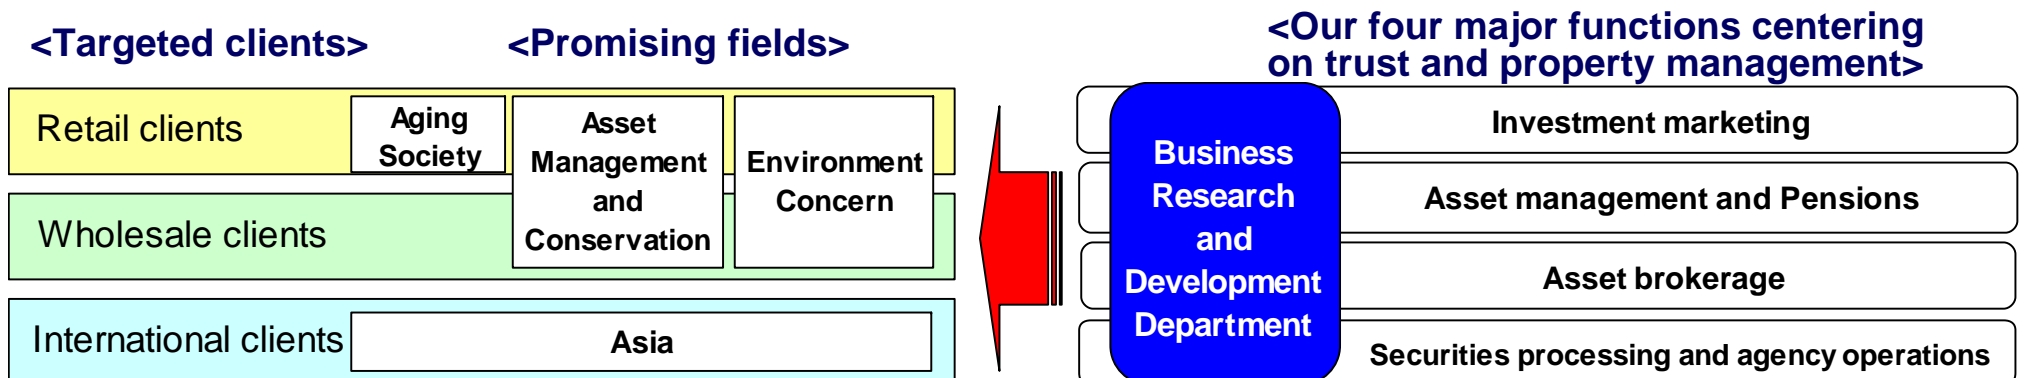 <Targeted clients>
<Promising fields>
<Our four major functions centering
on trust and property management>
Retail clients
Aging
Society
Asset
Management
and
Conservation
Environment
Concern
Wholesale clients
International clients
Asia
Business
Research
and
Development
Department
Investment marketing
Asset management and Pensions
Asset brokerage
Securities processing and agency operations